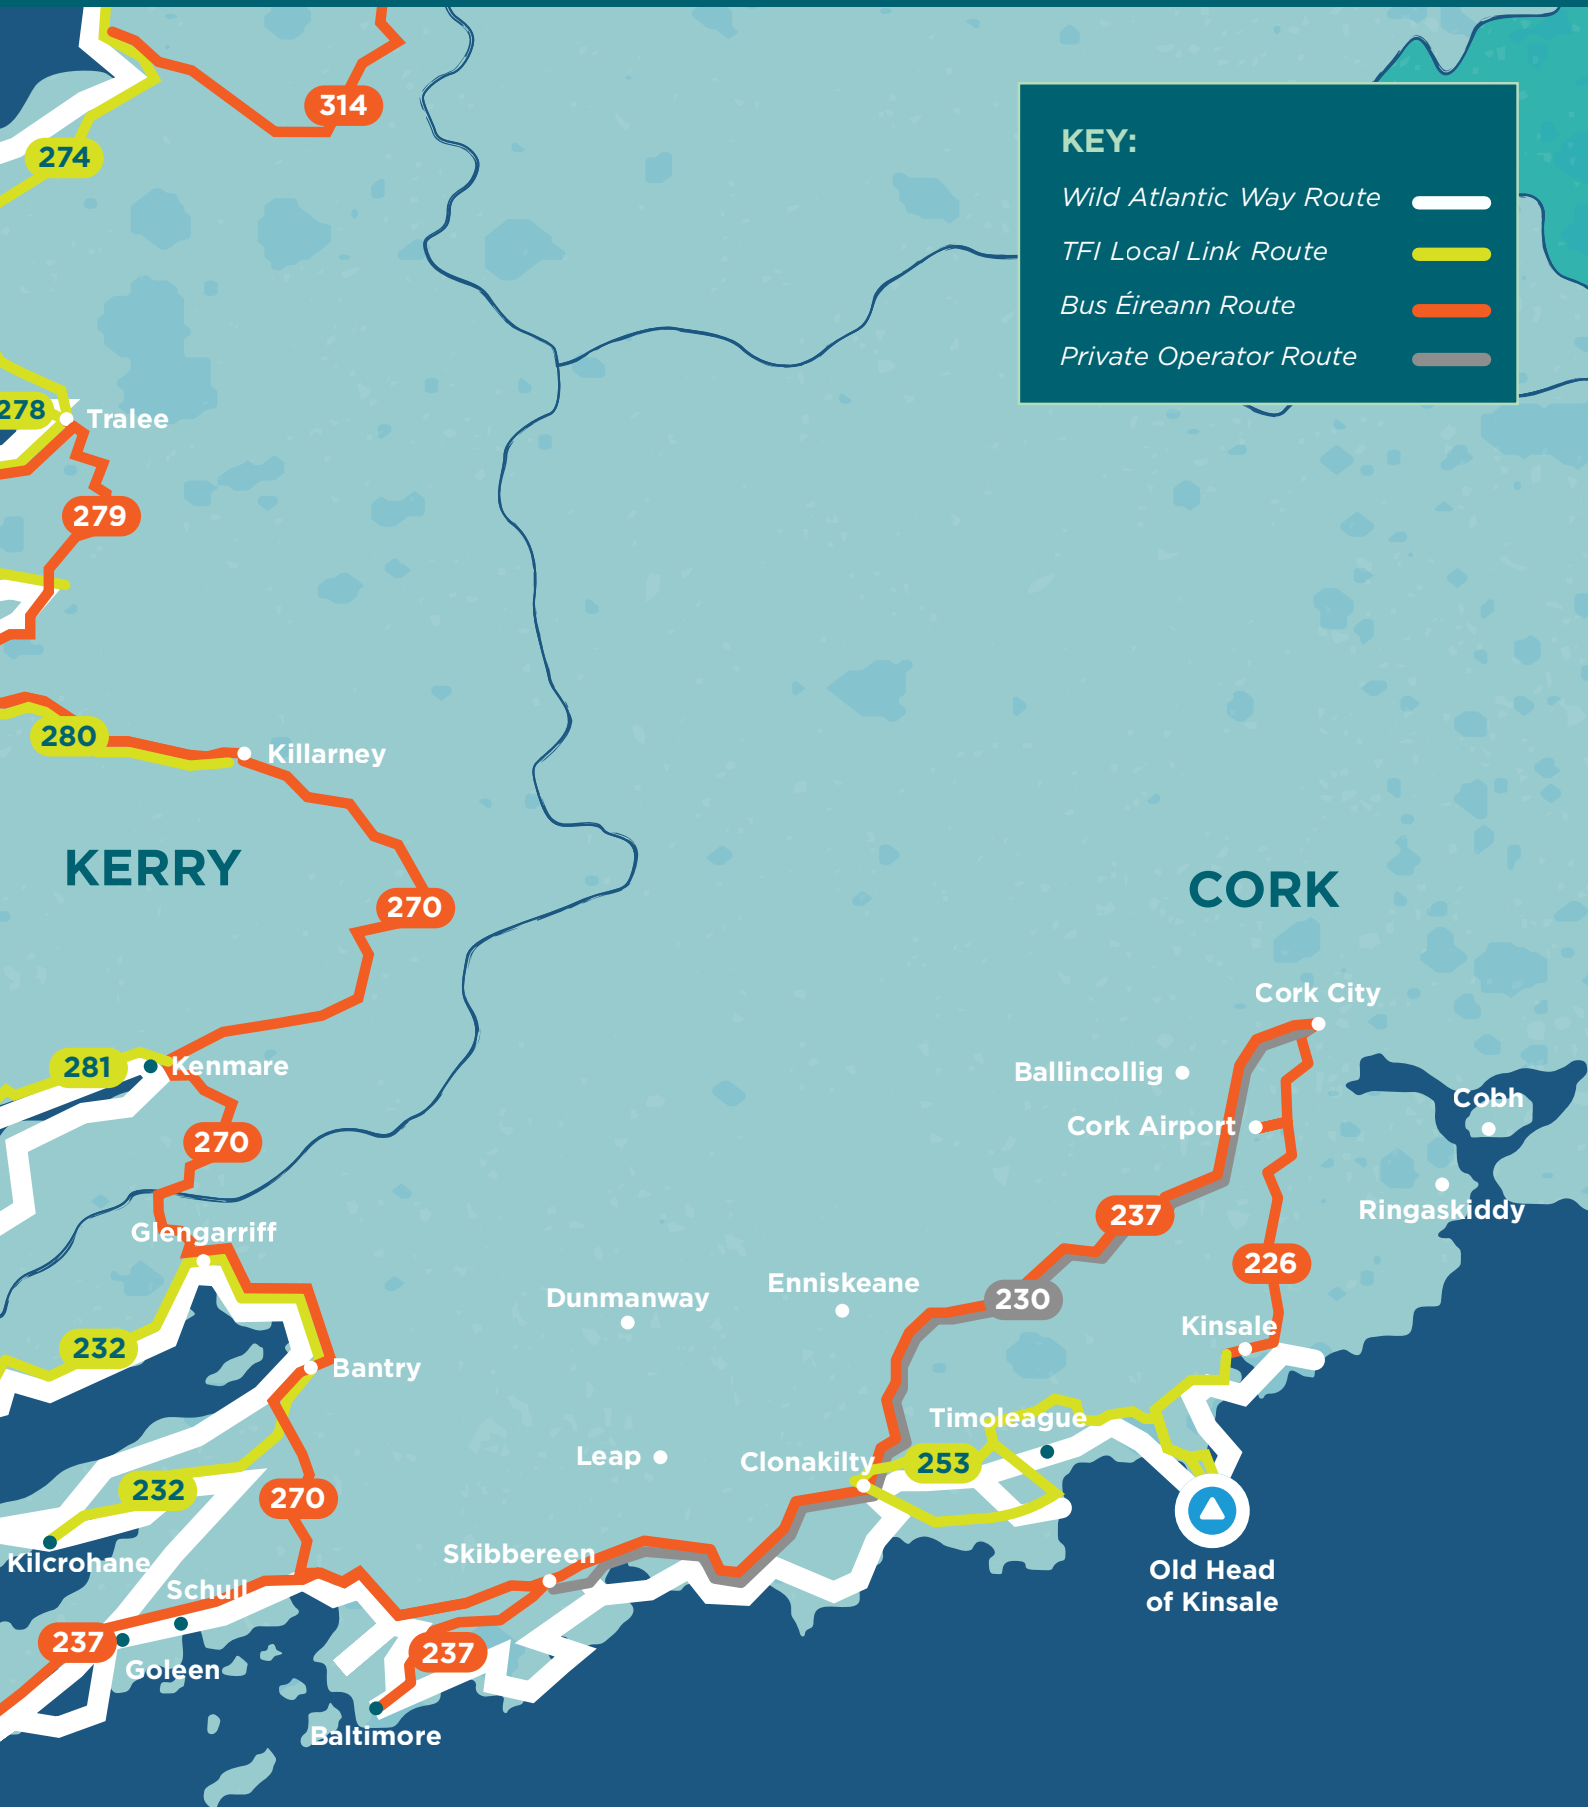 314
274
KEY:
Wild Atlantic Way Route
TFI Local Link Route
Bus Éireann Route
Private Operator Route
278
Tralee
279
280
Killarney
KERRY
270
CORK
Cork City
281
Kenmare
Ballincollig
Cobh
Cork Airport
270
Ringaskiddy
237
Glengarriff
226
Enniskeane
Dunmanway
230
Kinsale
232
Bantry
Timoleague
Leap
Clonakilty
253
232
270
Skibbereen
Kilcrohane
Old Head
of Kinsale
Schull
237
237
Goleen
Baltimore